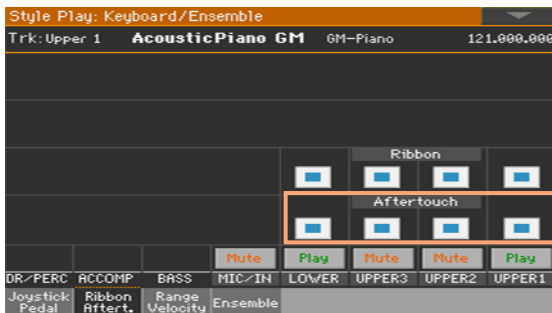 Style Play: Keyboard/Ensemble
Trk:Upper 1 AcousticPiano GM GM-Piano 121.000.000
Ribbon
Aftertouch
Mute Play Mute Mute Play
DR/PERC ACCOMP BASS MIC/IN LOWER UPPER3 UPPER2 UPPER1
Joystick Pedal Ribbon Aftert. Range Velocity Ensemble